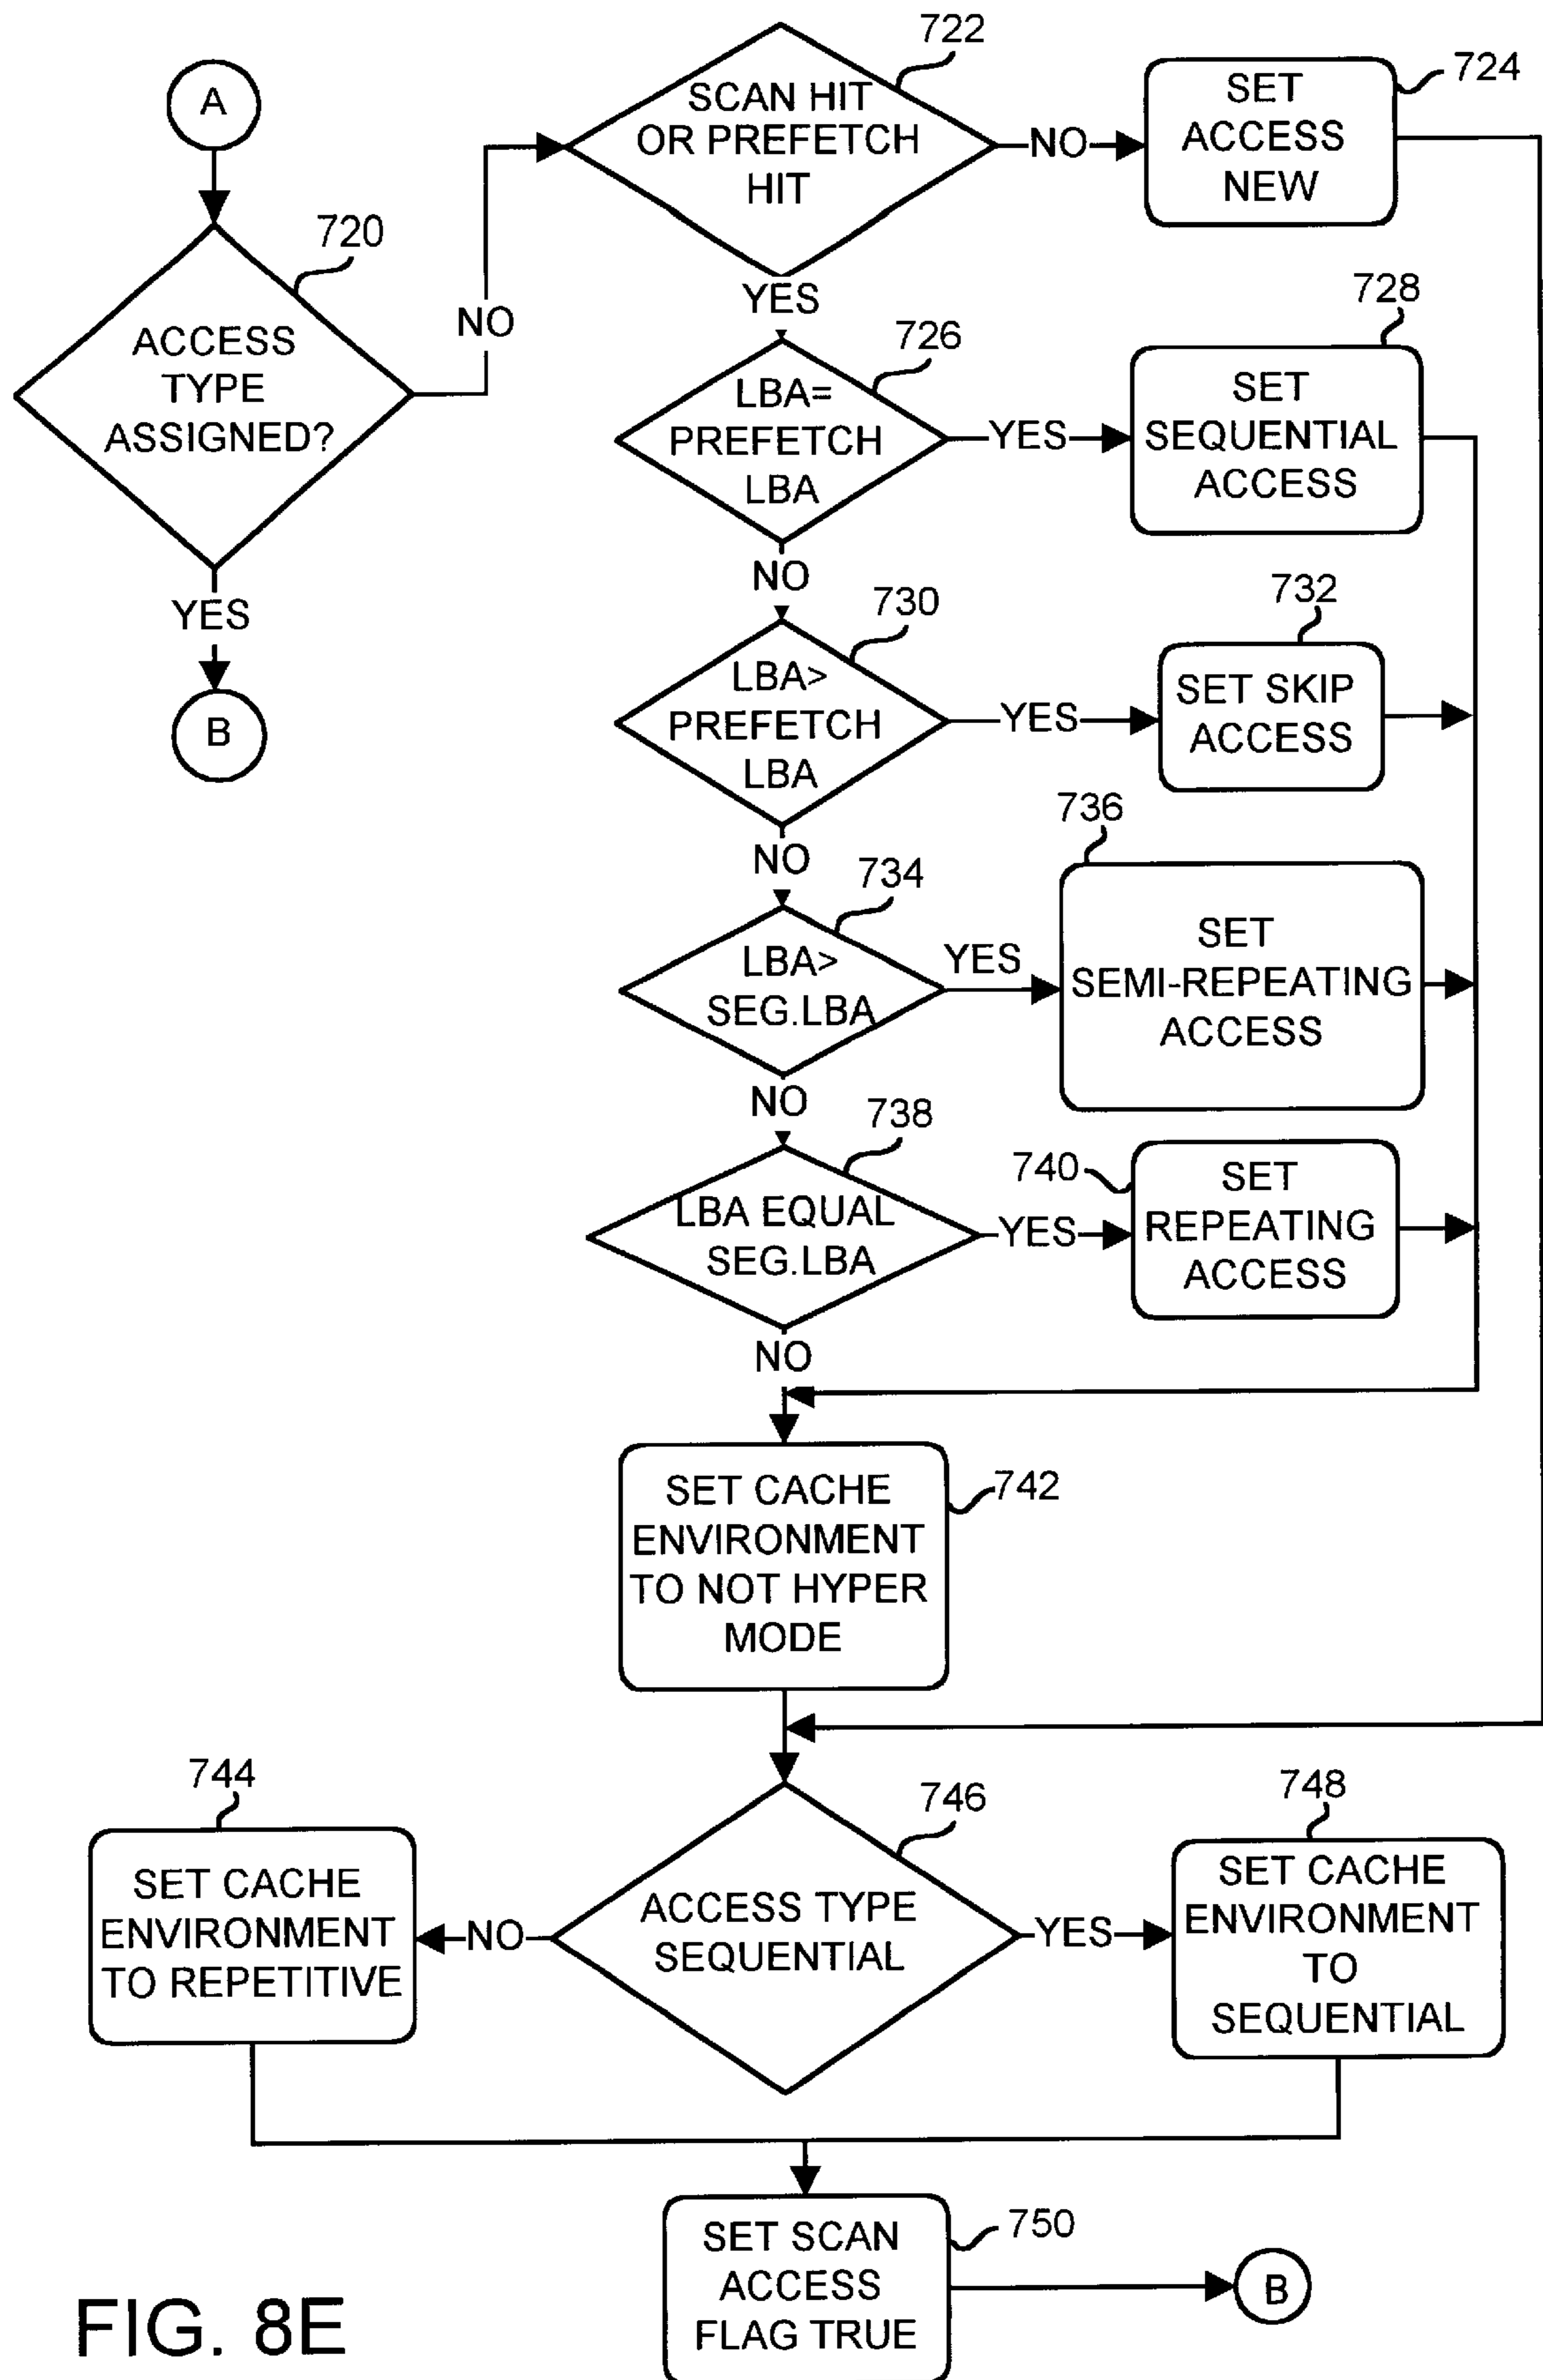 A
720
ACCESS
TYPE
ASSIGNED?
NO
YES
B
722
SCAN HIT
OR PREFETCH
HIT
NO
724
SET
ACCESS
NEW
YES
726
LBA=
PREFETCH
LBA
YES
728
SET
SEQUENTIAL
ACCESS
NO
730
LBA>
PREFETCH
LBA
YES
732
SET SKIP
ACCESS
NO
734
LBA>
SEG.LBA
YES
736
SET
SEMI-REPEATING
ACCESS
NO
738
LBA EQUAL
SEG.LBA
YES
740
SET
REPEATING
ACCESS
NO
742
SET CACHE
ENVIRONMENT
TO NOT HYPER
MODE
744
SET CACHE
ENVIRONMENT
TO REPETITIVE
NO
746
ACCESS TYPE
SEQUENTIAL
YES
748
SET CACHE
ENVIRONMENT
TO
SEQUENTIAL
750
SET SCAN
ACCESS
FLAG TRUE
B
FIG. 8E